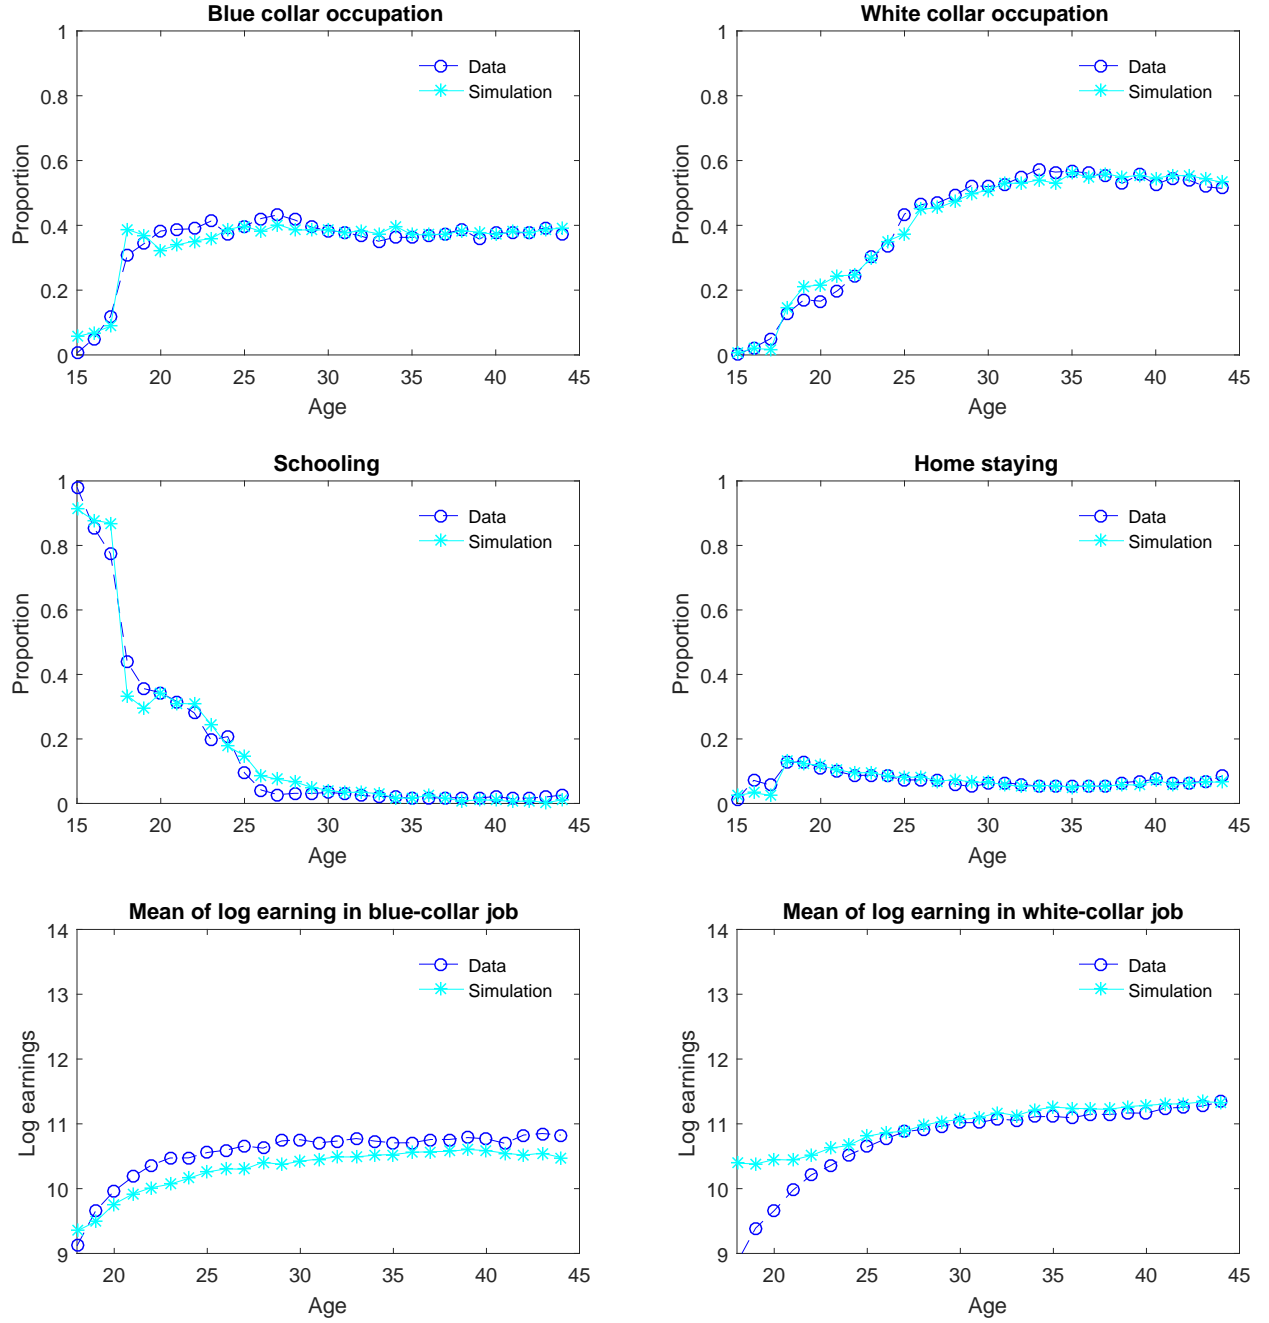 Blue collar occupation
1
0.8
0.6
0.4
0.2
0
Proportion
Data
Simulation
15 20 25 30 35 40 45
Age
White collar occupation
1
0.8
0.6
0.4
0.2
0
Proportion
Data
Simulation
15 20 25 30 35 40 45
Age
Schooling
1
0.8
0.6
0.4
0.2
0
Proportion
Data
Simulation
15 20 25 30 35 40 45
Age
Home staying
1
0.8
0.6
0.4
0.2
0
Proportion
Data
Simulation
15 20 25 30 35 40 45
Age
Mean of log earning in blue-collar job
14
13
12
11
10
9
Log earnings
Data
Simulation
20 25 30 35 40 45
Age
Mean of log earning in white-collar job
14
13
12
11
10
9
Log earnings
Data
Simulation
20 25 30 35 40 45
Age